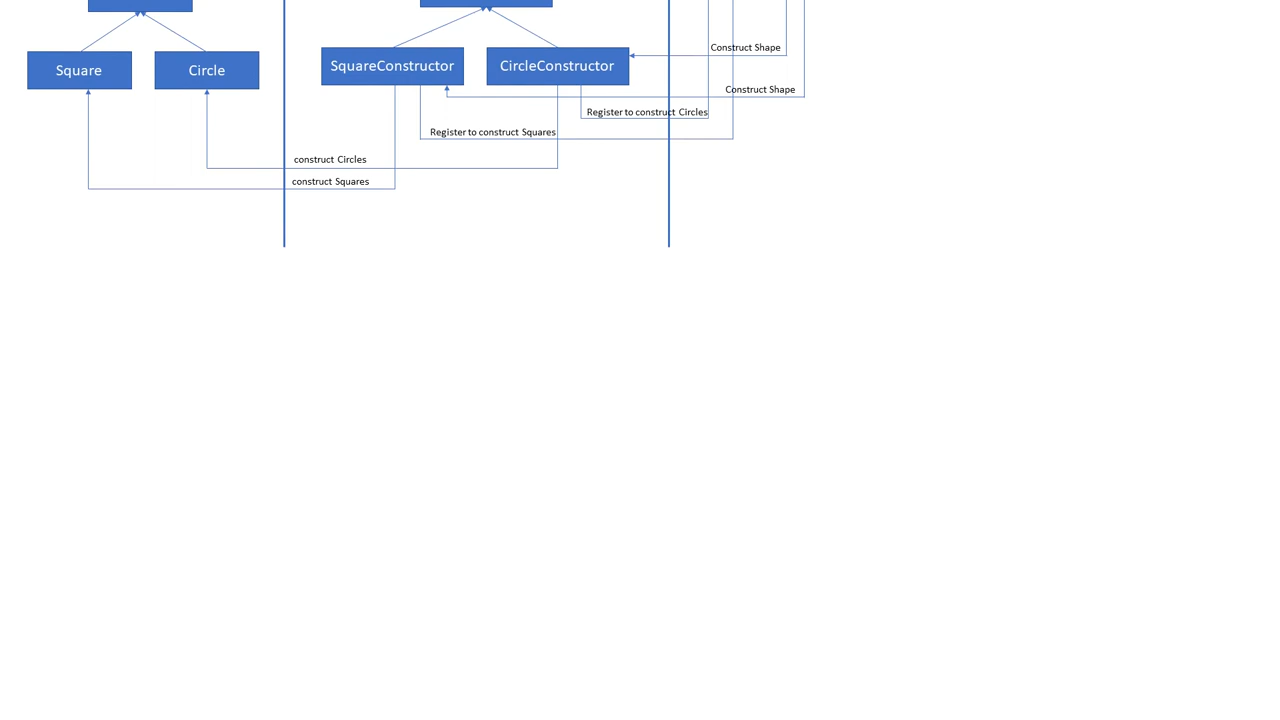 Construct Shape
Square
Circle
SquareConstructor
CircleConstructor
Construct Shape
Register to construct Circles
Register to construct Squares
construct Circles
construct Squares